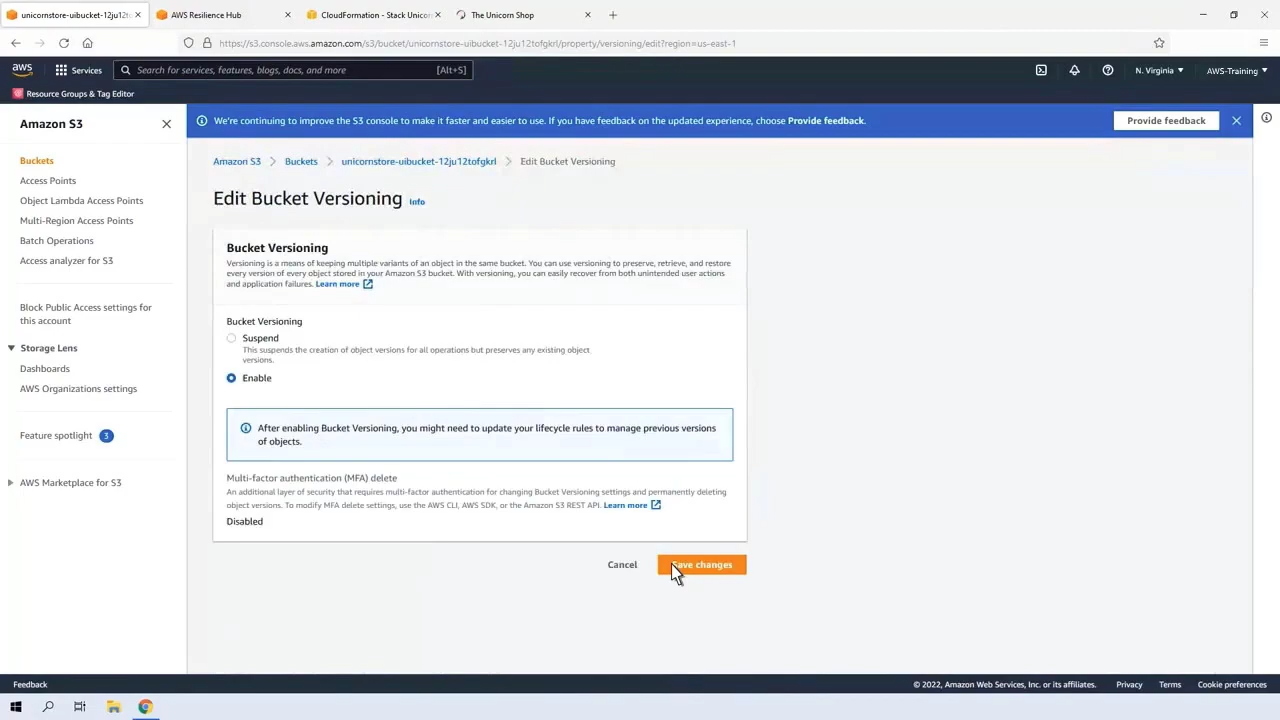 unicornstore-uibucket-12ju12t
AWS Resilience Hub
CloudFormation - Stack Unicorn
The Unicorn Shop
https://s3.console.aws.amazon.com/s3/bucket/unicornstore-uibucket-12ju12tofgkrl/property/versioning/edit?region=us-east-1
aws
Services
Search for services, features, blogs, docs, and more
[Alt+S]
N. Virginia
AWS-Training
Resource Groups & Tag Editor
Amazon S3
We're continuing to improve the S3 console to make it faster and easier to use. If you have feedback on the updated experience, choose Provide feedback.
Provide feedback
Buckets
Access Points
Object Lambda Access Points
Multi-Region Access Points
Batch Operations
Access analyzer for S3
Block Public Access settings for
this account
Storage Lens
Dashboards
AWS Organizations settings
Feature spotlight 3
AWS Marketplace for S3
Amazon S3 > Buckets > unicornstore-uibucket-12ju12tofgkrl > Edit Bucket Versioning
Edit Bucket Versioning Info
Bucket Versioning
Versioning is a means of keeping multiple variants of an object in the same bucket. You can use versioning to preserve, retrieve, and restore
every version of every object stored in your Amazon S3 bucket. With versioning, you can easily recover from both unintended user actions
and application failures. Learn more
Bucket Versioning
Suspend
This suspends the creation of object versions for all operations but preserves any existing object
versions.
Enable
After enabling Bucket Versioning, you might need to update your lifecycle rules to manage previous versions
of objects.
Multi-factor authentication (MFA) delete
An additional layer of security that requires multi-factor authentication for changing Bucket Versioning settings and permanently deleting
object versions. To modify MFA delete settings, use the AWS CLI, AWS SDK, or the Amazon S3 REST API. Learn more
Disabled
Cancel
Save changes
Feedback
© 2022, Amazon Web Services, Inc. or its affiliates.
Privacy
Terms
Cookie preferences